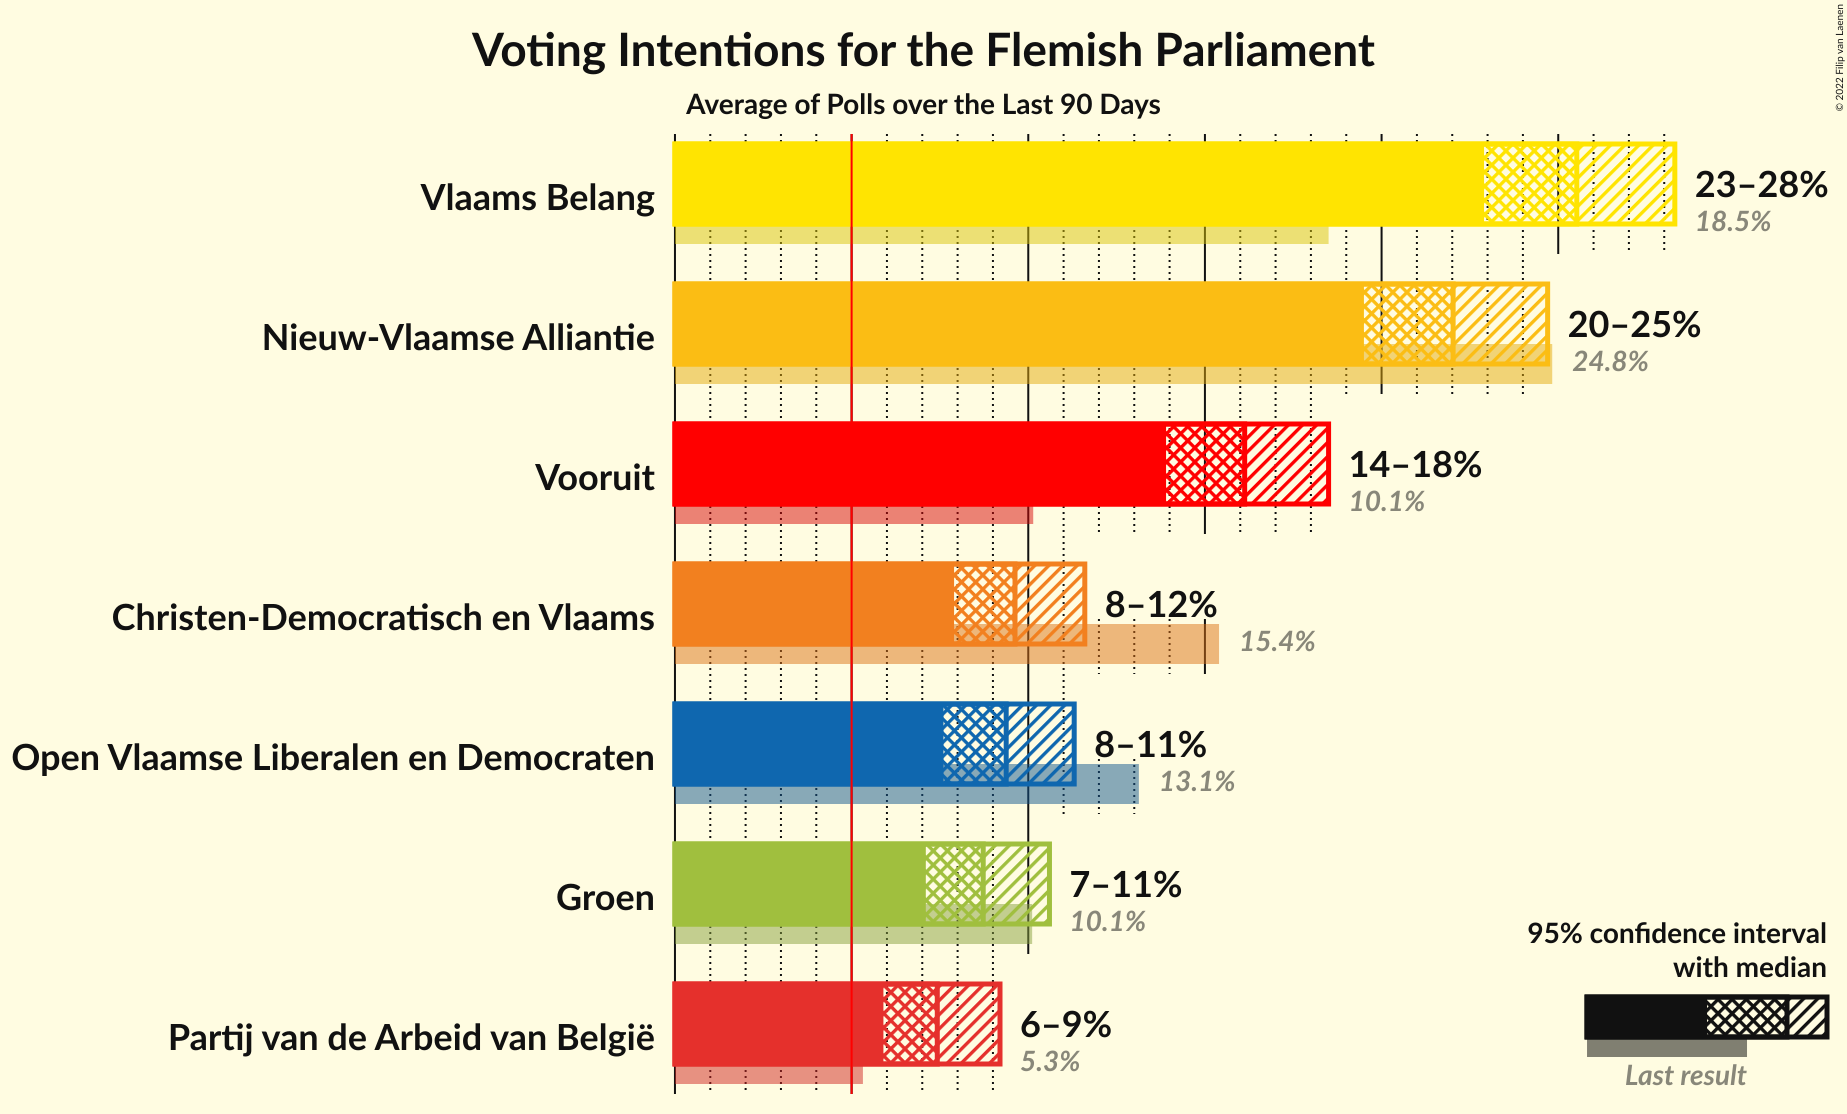 Voting Intentions for the Flemish Parliament
Average of Polls over the Last 90 Days
© 2022 Filip van Laenen
Vlaams Belang
23–28%
18.5%
Nieuw-Vlaamse Alliantie
20–25%
24.8%
Vooruit
14–18%
10.1%
Christen-Democratisch en Vlaams
8–12%
15.4%
Open Vlaamse Liberalen en Democraten
8–11%
13.1%
Groen
7–11%
10.1%
Partij van de Arbeid van België
6–9%
5.3%
95% confidence interval
with median
Last result